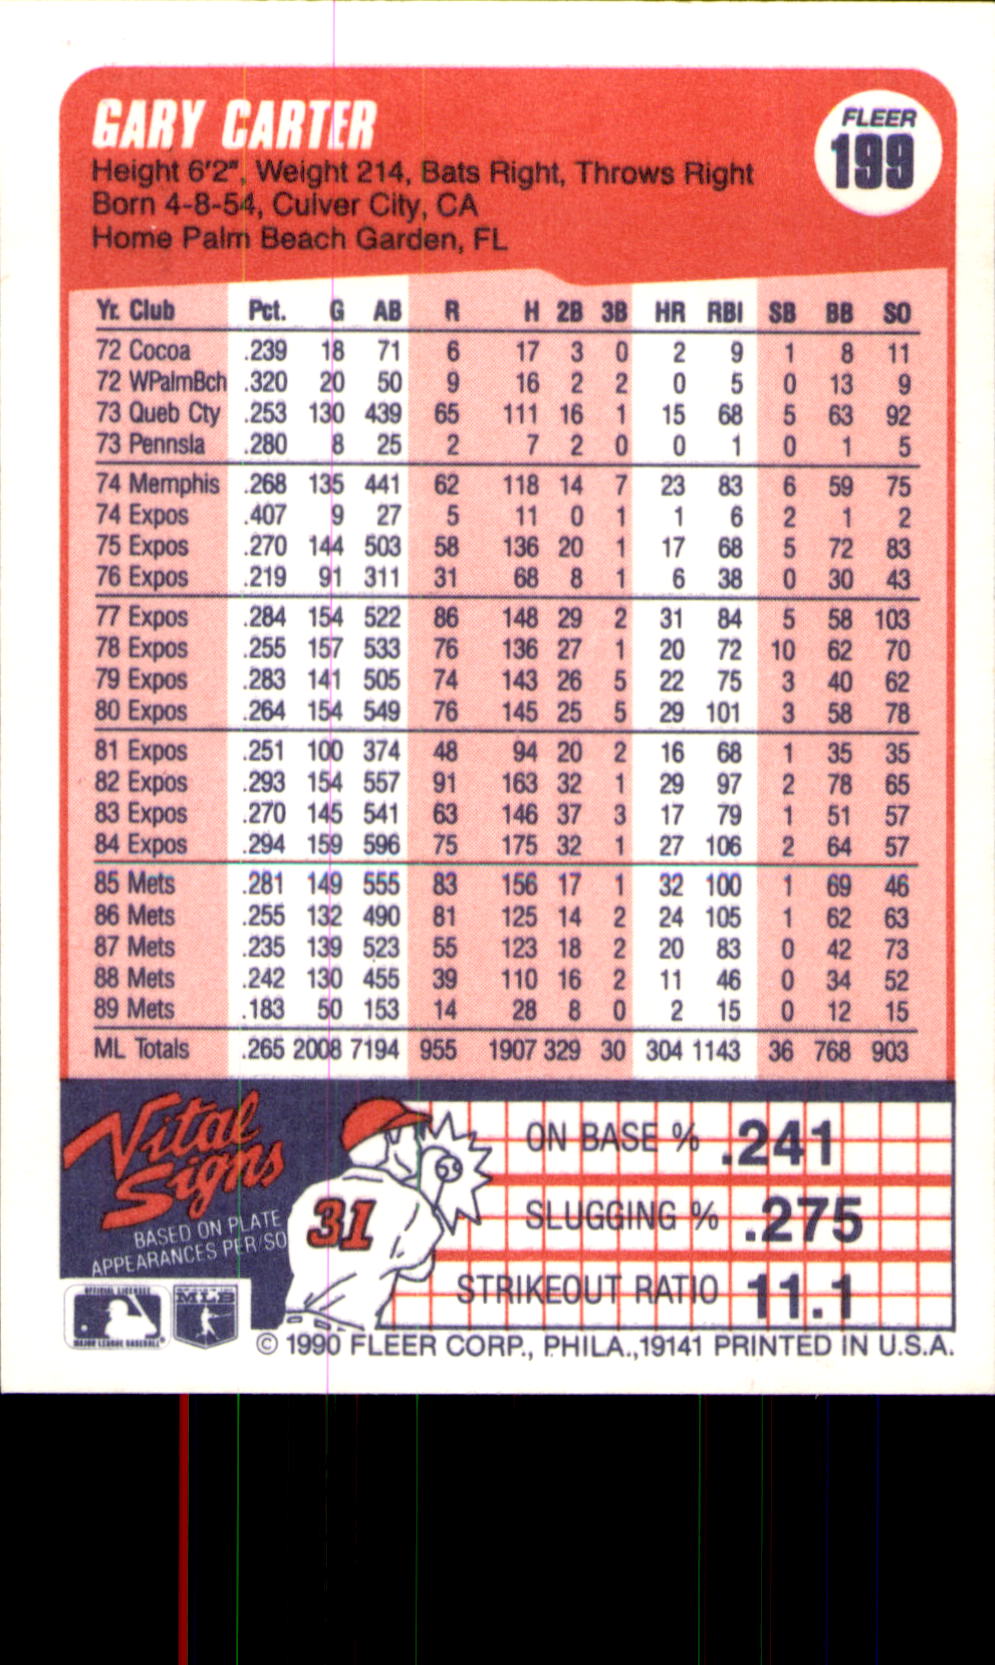 GARY CARTER
FLEER
199
Height 6'2", Weight 214, Bats Right, Throws Right
Born 4-8-54, Culver City, CA
Home Palm Beach Garden, FL
Yr. Club Pct. G AB R H 2B 3B HR RBI SB BB SO
72 Cocoa .239 18 71 6 17 3 0 2 9 1 8 11
72 WPalmBch .320 20 50 9 16 2 2 0 5 0 13 9
73 Queb Cty .253 130 439 65 111 16 1 15 68 5 63 92
73 Pennsla .280 8 25 2 7 2 0 0 1 0 1 5
74 Memphis .268 135 441 62 118 14 7 23 83 6 59 75
74 Expos .407 9 27 5 11 0 1 1 6 2 1 2
75 Expos .270 144 503 58 136 20 1 17 68 5 72 83
76 Expos .219 91 311 31 68 8 1 6 38 0 30 43
77 Expos .284 154 522 86 148 29 2 31 84 5 58 103
78 Expos .255 157 533 76 136 27 1 20 72 10 62 70
79 Expos .283 141 505 74 143 26 5 22 75 3 40 62
80 Expos .264 154 549 76 145 25 5 29 101 3 58 78
81 Expos .251 100 374 48 94 20 2 16 68 1 35 35
82 Expos .293 154 557 91 163 32 1 29 97 2 78 65
83 Expos .270 145 541 63 146 37 3 17 79 1 51 57
84 Expos .294 159 596 75 175 32 1 27 106 2 64 57
85 Mets .281 149 555 83 156 17 1 32 100 1 69 46
86 Mets .255 132 490 81 125 14 2 24 105 1 62 63
87 Mets .235 139 523 55 123 18 2 20 83 0 42 73
88 Mets .242 130 455 39 110 16 2 11 46 0 34 52
89 Mets .183 50 153 14 28 8 0 2 15 0 12 15
ML Totals .265 2008 7194 955 1907 329 30 304 1143 36 768 903
Vital
Signs
BASED ON PLATE
APPEARANCES PER/SO
31
ON BASE % .241
SLUGGING % .275
STRIKEOUT RATIO 11.1
OFFICIAL LICENSEE
MAJOR LEAGUE BASEBALL
MLB
© 1990 FLEER CORP., PHILA.,19141 PRINTED IN U.S.A.